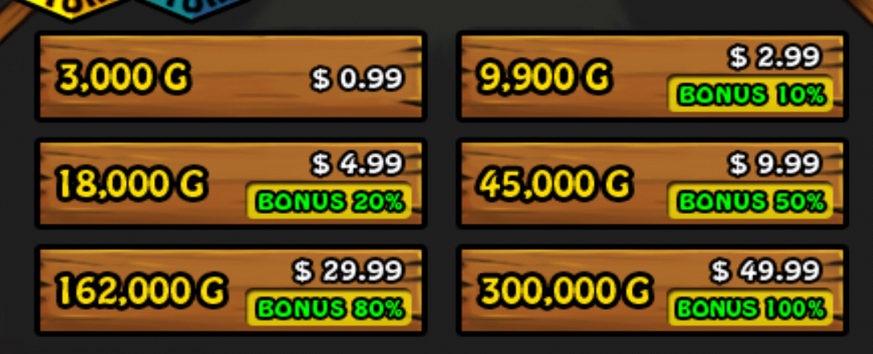 3,000 G
$ 0.99
9,900 G
$ 2.99
BONUS 10%
18,000 G
$ 4.99
BONUS 20%
45,000 G
$ 9.99
BONUS 50%
162,000 G
$ 29.99
BONUS 80%
300,000 G
$ 49.99
BONUS 100%